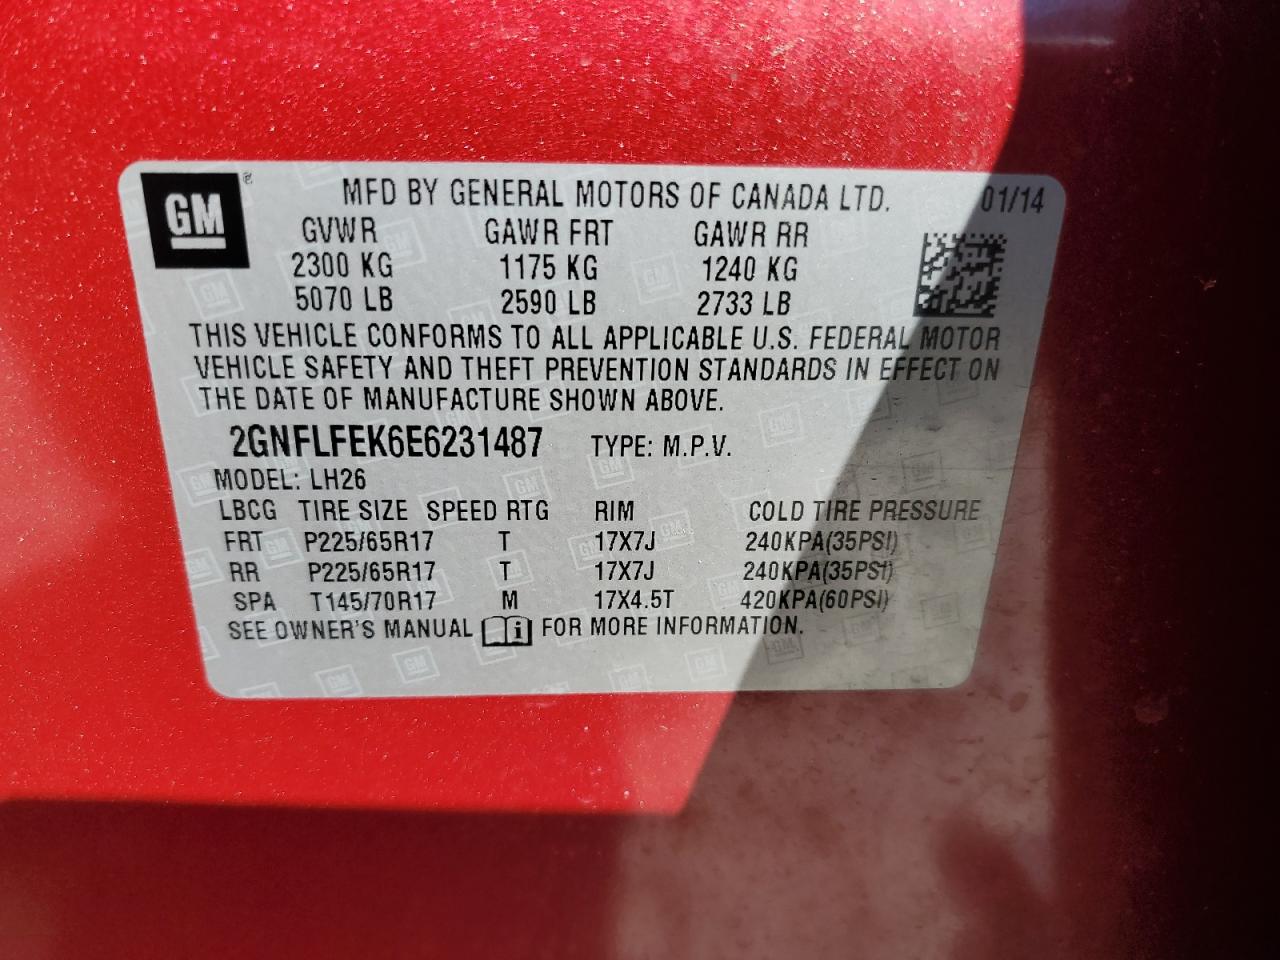 GM ® MFD BY GENERAL MOTORS OF CANADA LTD. 01/14
GVWR GAWR FRT GAWR RR
2300 KG 1175 KG 1240 KG
5070 LB 2590 LB 2733 LB
THIS VEHICLE CONFORMS TO ALL APPLICABLE U.S. FEDERAL MOTOR
VEHICLE SAFETY AND THEFT PREVENTION STANDARDS IN EFFECT ON
THE DATE OF MANUFACTURE SHOWN ABOVE.
2GNFLFEK6E6231487 TYPE: M.P.V.
MODEL: LH26
LBCG TIRE SIZE SPEED RTG RIM COLD TIRE PRESSURE
FRT P225/65R17 T 17X7J 240KPA(35PSI)
RR P225/65R17 T 17X7J 240KPA(35PSI)
SPA T145/70R17 M 17X4.5T 420KPA(60PSI)
SEE OWNER'S MANUAL i FOR MORE INFORMATION.